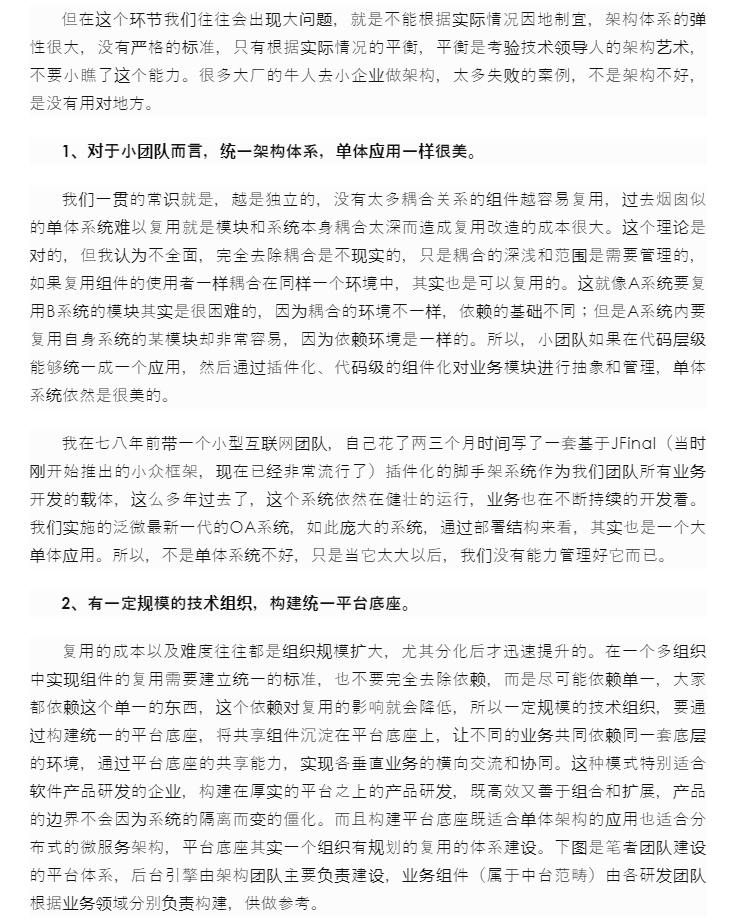 但在这个环节我们往往会出现大问题，就是不能根据实际情况因地制宜，架构体系的弹
性很大，没有严格的标准，只有根据实际情况的平衡，平衡是考验技术领导人的架构艺术，
不要小瞧了这个能力。很多大厂的牛人去小企业做架构，太多失败的案例，不是架构不好，
是没有用对地方。
1、对于小团队而言，统一架构体系，单体应用一样很美。
我们一贯的常识就是，越是独立的，没有太多耦合关系的组件越容易复用，过去烟囱似
的单体系统难以复用就是模块和系统本身耦合太深而造成复用改造的成本很大。这个理论是
对的，但我认为不全面，完全去除耦合是不现实的，只是耦合的深浅和范围是需要管理的，
如果复用组件的使用者一样耦合在同样一个环境中，其实也是可以复用的。这就像A系统要复
用B系统的模块其实是很困难的，因为耦合的环境不一样，依赖的基础不同；但是A系统内要
复用自身系统的某模块却非常容易，因为依赖环境是一样的。所以，小团队如果在代码层级
能够统一成一个应用，然后通过插件化、代码级的组件化对业务模块进行抽象和管理，单体
系统依然是很美的。
我在七八年前带一个小型互联网团队，自己花了两三个月时间写了一套基于JFinal（当时
刚开始推出的小众框架，现在已经非常流行了）插件化的脚手架系统作为我们团队所有业务
开发的载体，这么多年过去了，这个系统依然在健壮的运行，业务也在不断持续的开发着。
我们实施的泛微最新一代的OA系统，如此庞大的系统，通过部署结构来看，其实也是一个大
单体应用。所以，不是单体系统不好，只是当它太大以后，我们没有能力管理好它而已。
2、有一定规模的技术组织，构建统一平台底座。
复用的成本以及难度往往都是组织规模扩大，尤其分化后才迅速提升的。在一个多组织
中实现组件的复用需要建立统一的标准，也不要完全去除依赖，而是尽可能依赖单一，大家
都依赖这个单一的东西，这个依赖对复用的影响就会降低，所以一定规模的技术组织，要通
过构建统一的平台底座，将共享组件沉淀在平台底座上，让不同的业务共同依赖同一套底层
的环境，通过平台底座的共享能力，实现各垂直业务的横向交流和协同。这种模式特别适合
软件产品研发的企业，构建在厚实的平台之上的产品研发，既高效又善于组合和扩展，产品
的边界不会因为系统的隔离而变的僵化。而且构建平台底座既适合单体架构的应用也适合分
布式的微服务架构，平台底座其实一个组织有规划的复用的体系建设。下图是笔者团队建设
的平台体系，后台引擎由架构团队主要负责建设，业务组件（属于中台范畴）由各研发团队
根据业务领域分别负责构建，供做参考。